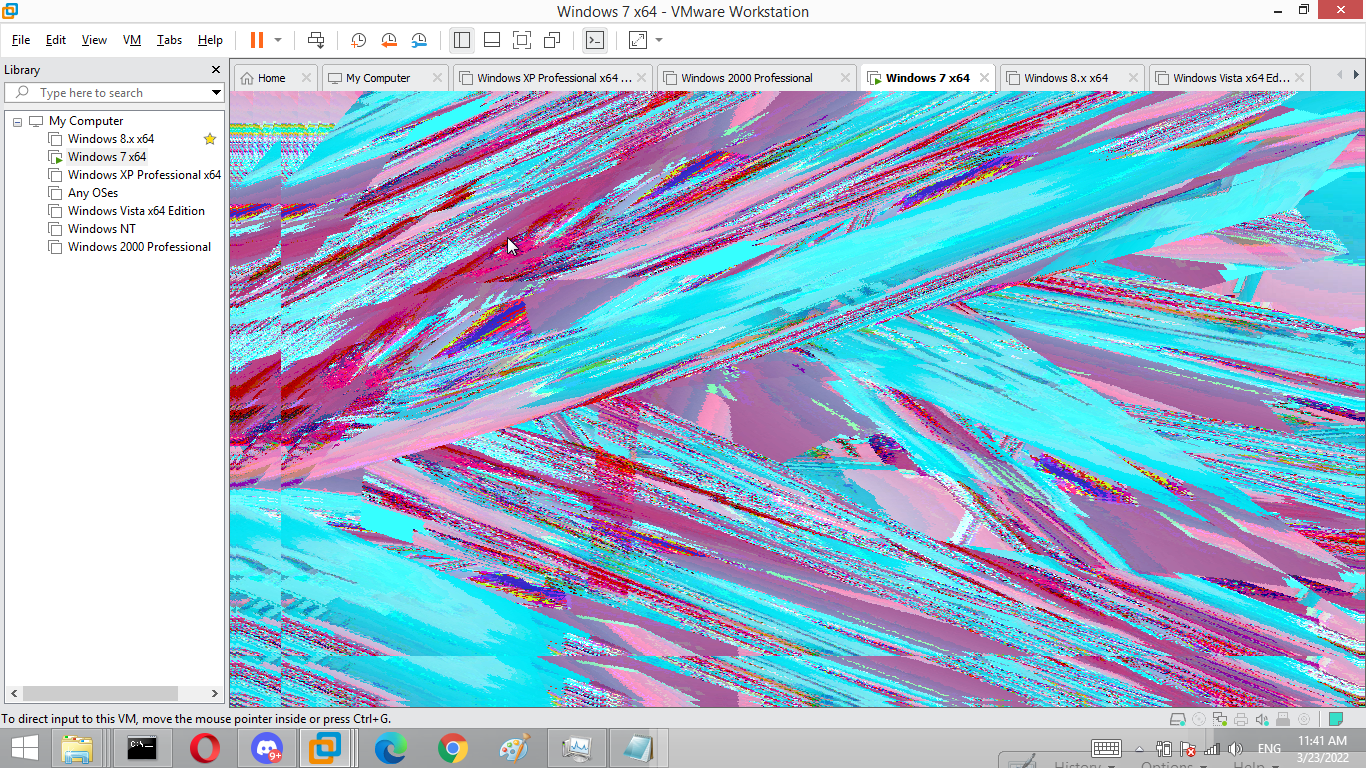 Windows 7 x64 - VMware Workstation
File Edit View VM Tabs Help
Library
Type here to search
My Computer
Windows 8.x x64
Windows 7 x64
Windows XP Professional x64
Any OSes
Windows Vista x64 Edition
Windows NT
Windows 2000 Professional
Home
My Computer
Windows XP Professional x64 ...
Windows 2000 Professional
Windows 7 x64
Windows 8.x x64
Windows Vista x64 Ed...
To direct input to this VM, move the mouse pointer inside or press Ctrl+G.
C:\_
9+
ENG
11:41 AM
3/23/2022
History
Options
Help